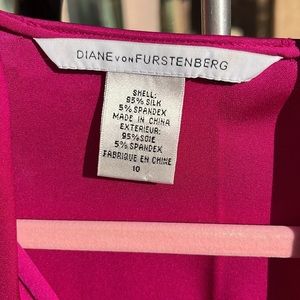 DIANE VON FURSTENBERG
SHELL:
95% SILK
5% SPANDEX
MADE IN CHINA
EXTERIEUR:
95%SOIE
5% SPANDEX
FABRIQUE EN CHINE
10